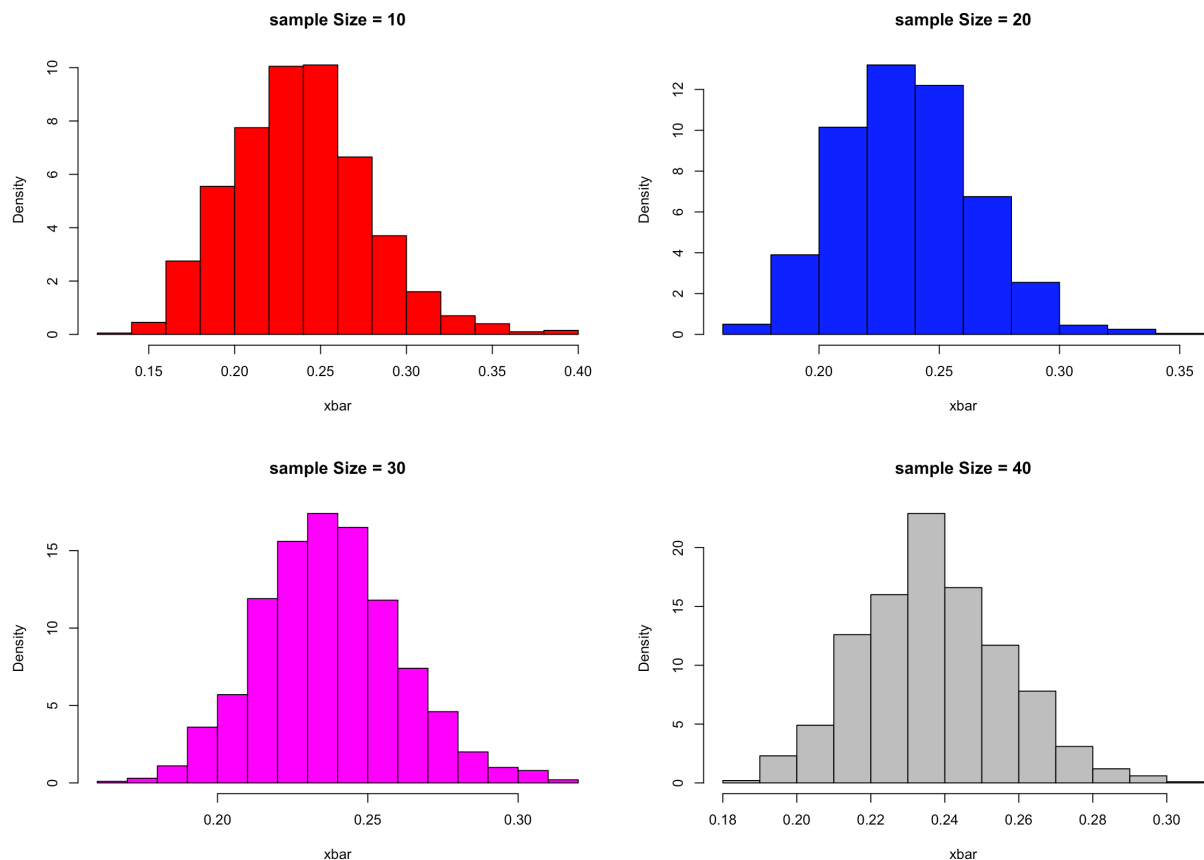 sample Size = 10
Density
0 2 4 6 8 10
0.15 0.20 0.25 0.30 0.35 0.40
xbar
sample Size = 20
Density
0 2 4 6 8 10 12
0.20 0.25 0.30 0.35
xbar
sample Size = 30
Density
0 5 10 15
0.20 0.25 0.30
xbar
sample Size = 40
Density
0 5 10 15 20
0.18 0.20 0.22 0.24 0.26 0.28 0.30
xbar